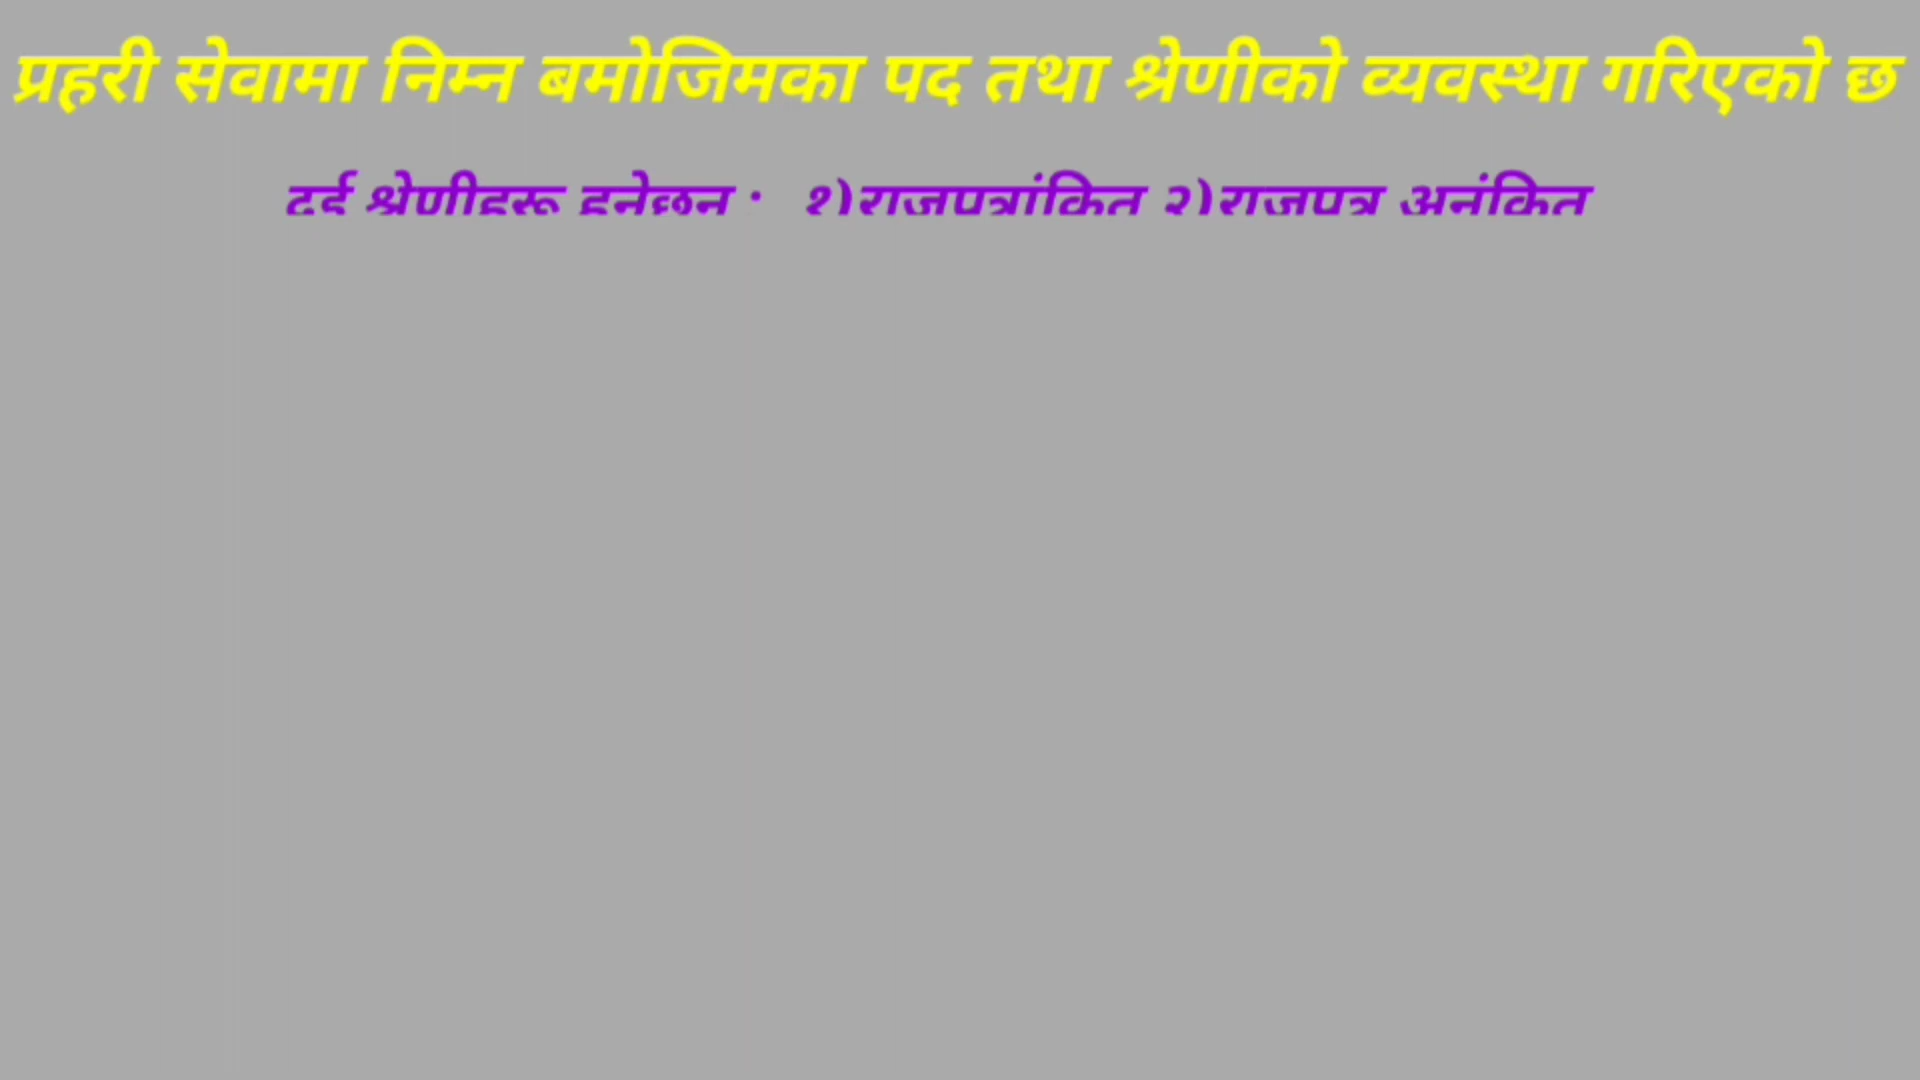 प्रहरी सेवामा निम्न बमोजिमका पद तथा श्रेणीको व्यवस्था गरिएको छ
दुई श्रेणीहरू हुनेछन् : १)राजपत्रांकित २)राजपत्र अनंकित